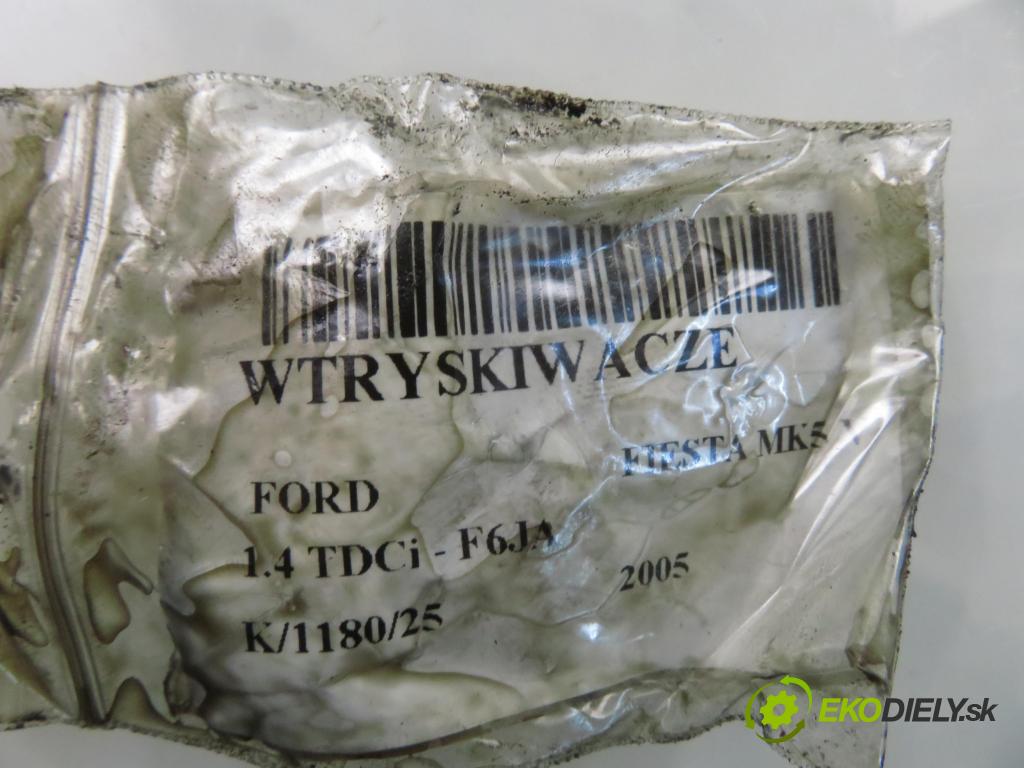 WTRYSKIWACZE
FORD FIESTA MK5 V
1.4 TDCi - F6JA
2005
K/1180/25
EKODIELY.sk